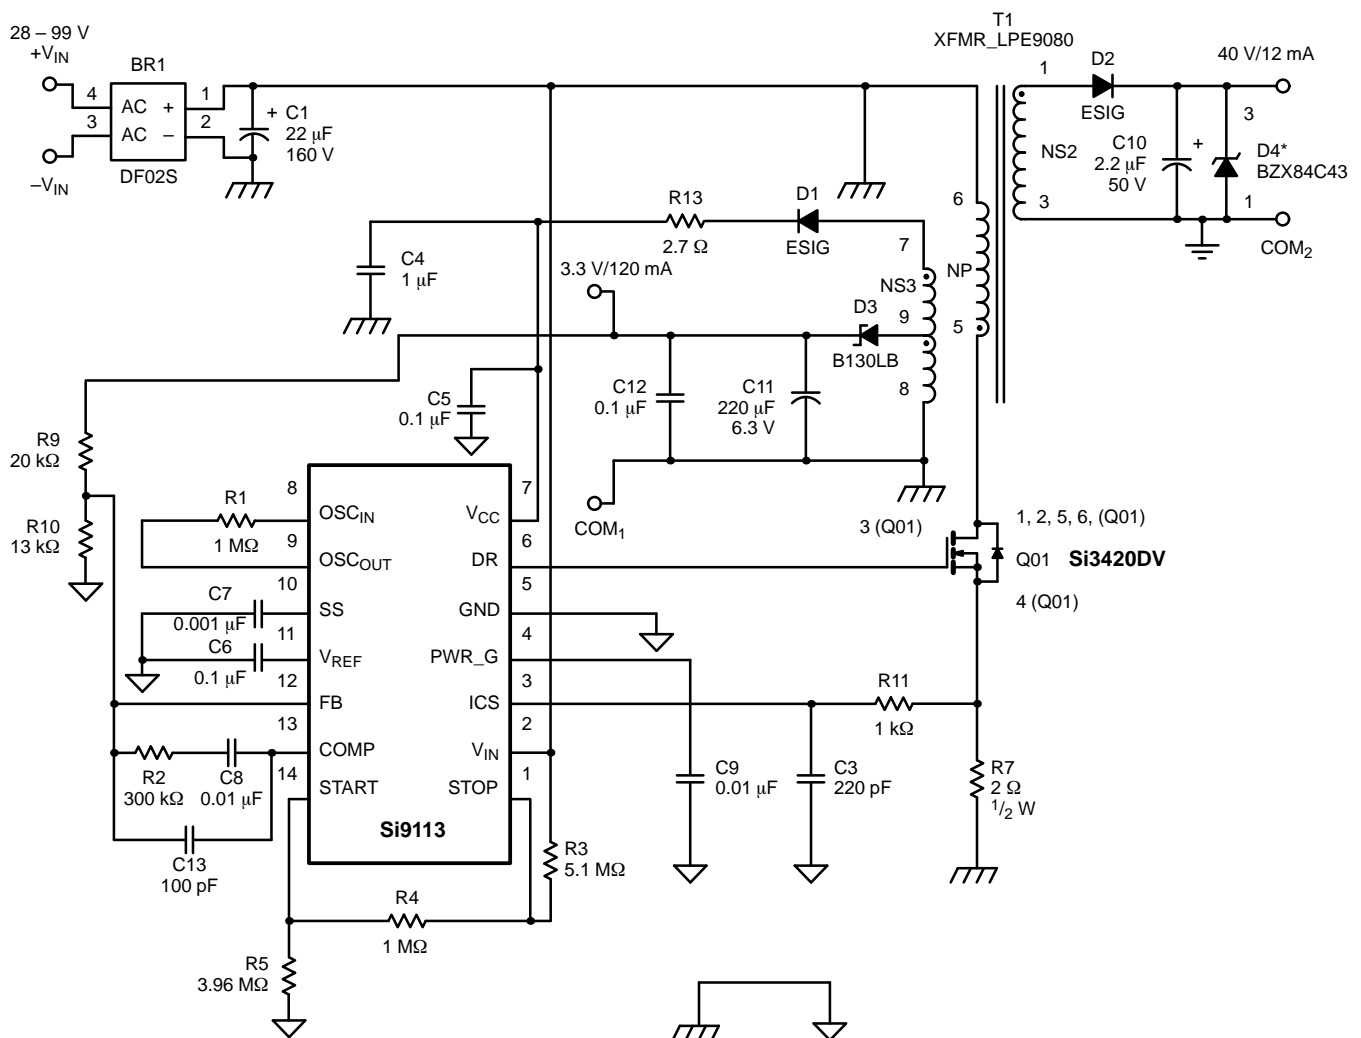 28 – 99 V
+V_IN
BR1
4
AC +
1
3
AC –
2
–V_IN
DF02S
+
C1
22 µF
160 V
T1
XFMR_LPE9080
1
D2
ESIG
40 V/12 mA
NS2
3
C10
2.2 µF
50 V
+
3
D4*
BZX84C43
1
COM₂
6
NP
5
R13
2.7 Ω
D1
ESIG
7
NS3
9
8
C4
1 µF
3.3 V/120 mA
D3
B130LB
C5
0.1 µF
C12
0.1 µF
C11
220 µF
6.3 V
COM₁
R9
20 kΩ
R10
13 kΩ
R1
1 MΩ
8
OSC_IN
9
OSC_OUT
10
SS
11
V_REF
12
FB
13
COMP
14
START
7
V_CC
6
DR
5
GND
4
PWR_G
3
ICS
2
V_IN
1
STOP
Si9113
C7
0.001 µF
C6
0.1 µF
R2
300 kΩ
C8
0.01 µF
C13
100 pF
R4
1 MΩ
R5
3.96 MΩ
R3
5.1 MΩ
C9
0.01 µF
C3
220 pF
R11
1 kΩ
R7
2 Ω
1/2 W
3 (Q01)
1, 2, 5, 6, (Q01)
Q01 Si3420DV
4 (Q01)